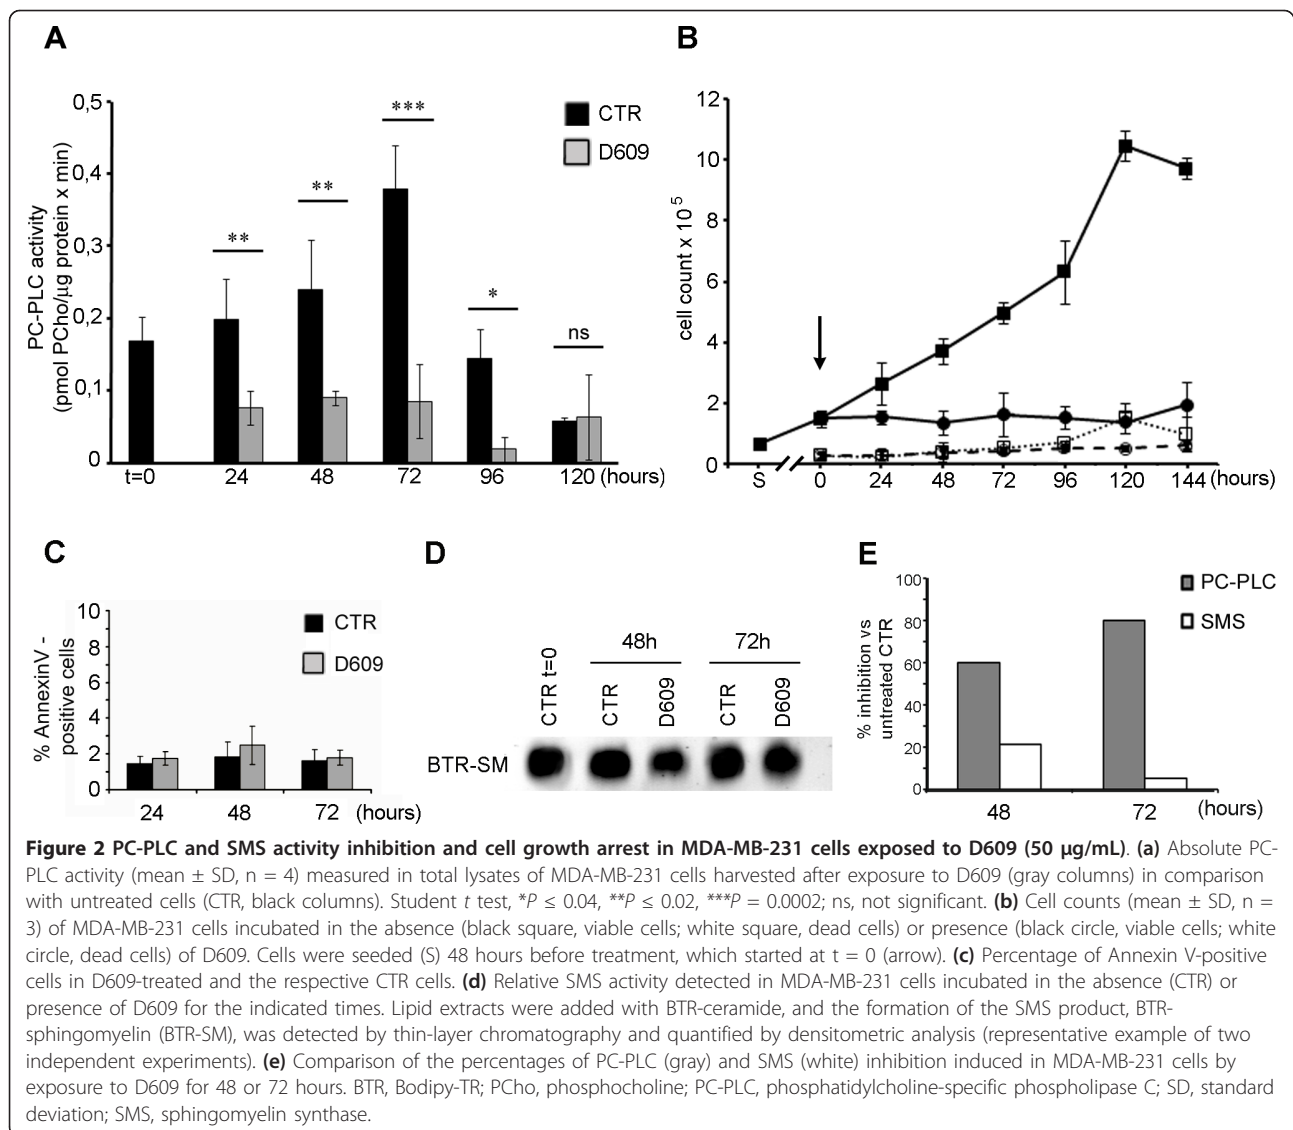 A
0,5
0,4
0,3
0,2
0,1
0
PC-PLC activity
(pmol PCho/µg protein x min)
**
**
***
*
ns
CTR
D609
t=0 24 48 72 96 120 (hours)
B
12
10
8
6
4
2
0
cell count x 10⁵
S 0 24 48 72 96 120 144 (hours)
C
10
8
6
4
2
0
% AnnexinV -
positive cells
CTR
D609
24 48 72 (hours)
D
48h 72h
CTR t=0
CTR
D609
CTR
D609
BTR-SM
E
100
80
60
40
20
0
% inhibition vs
untreated CTR
PC-PLC
SMS
48 72 (hours)
Figure 2 PC-PLC and SMS activity inhibition and cell growth arrest in MDA-MB-231 cells exposed to D609 (50 µg/mL). (a) Absolute PC-
PLC activity (mean ± SD, n = 4) measured in total lysates of MDA-MB-231 cells harvested after exposure to D609 (gray columns) in comparison
with untreated cells (CTR, black columns). Student t test, *P ≤ 0.04, **P ≤ 0.02, ***P = 0.0002; ns, not significant. (b) Cell counts (mean ± SD, n =
3) of MDA-MB-231 cells incubated in the absence (black square, viable cells; white square, dead cells) or presence (black circle, viable cells; white
circle, dead cells) of D609. Cells were seeded (S) 48 hours before treatment, which started at t = 0 (arrow). (c) Percentage of Annexin V-positive
cells in D609-treated and the respective CTR cells. (d) Relative SMS activity detected in MDA-MB-231 cells incubated in the absence (CTR) or
presence of D609 for the indicated times. Lipid extracts were added with BTR-ceramide, and the formation of the SMS product, BTR-
sphingomyelin (BTR-SM), was detected by thin-layer chromatography and quantified by densitometric analysis (representative example of two
independent experiments). (e) Comparison of the percentages of PC-PLC (gray) and SMS (white) inhibition induced in MDA-MB-231 cells by
exposure to D609 for 48 or 72 hours. BTR, Bodipy-TR; PCho, phosphocholine; PC-PLC, phosphatidylcholine-specific phospholipase C; SD, standard
deviation; SMS, sphingomyelin synthase.